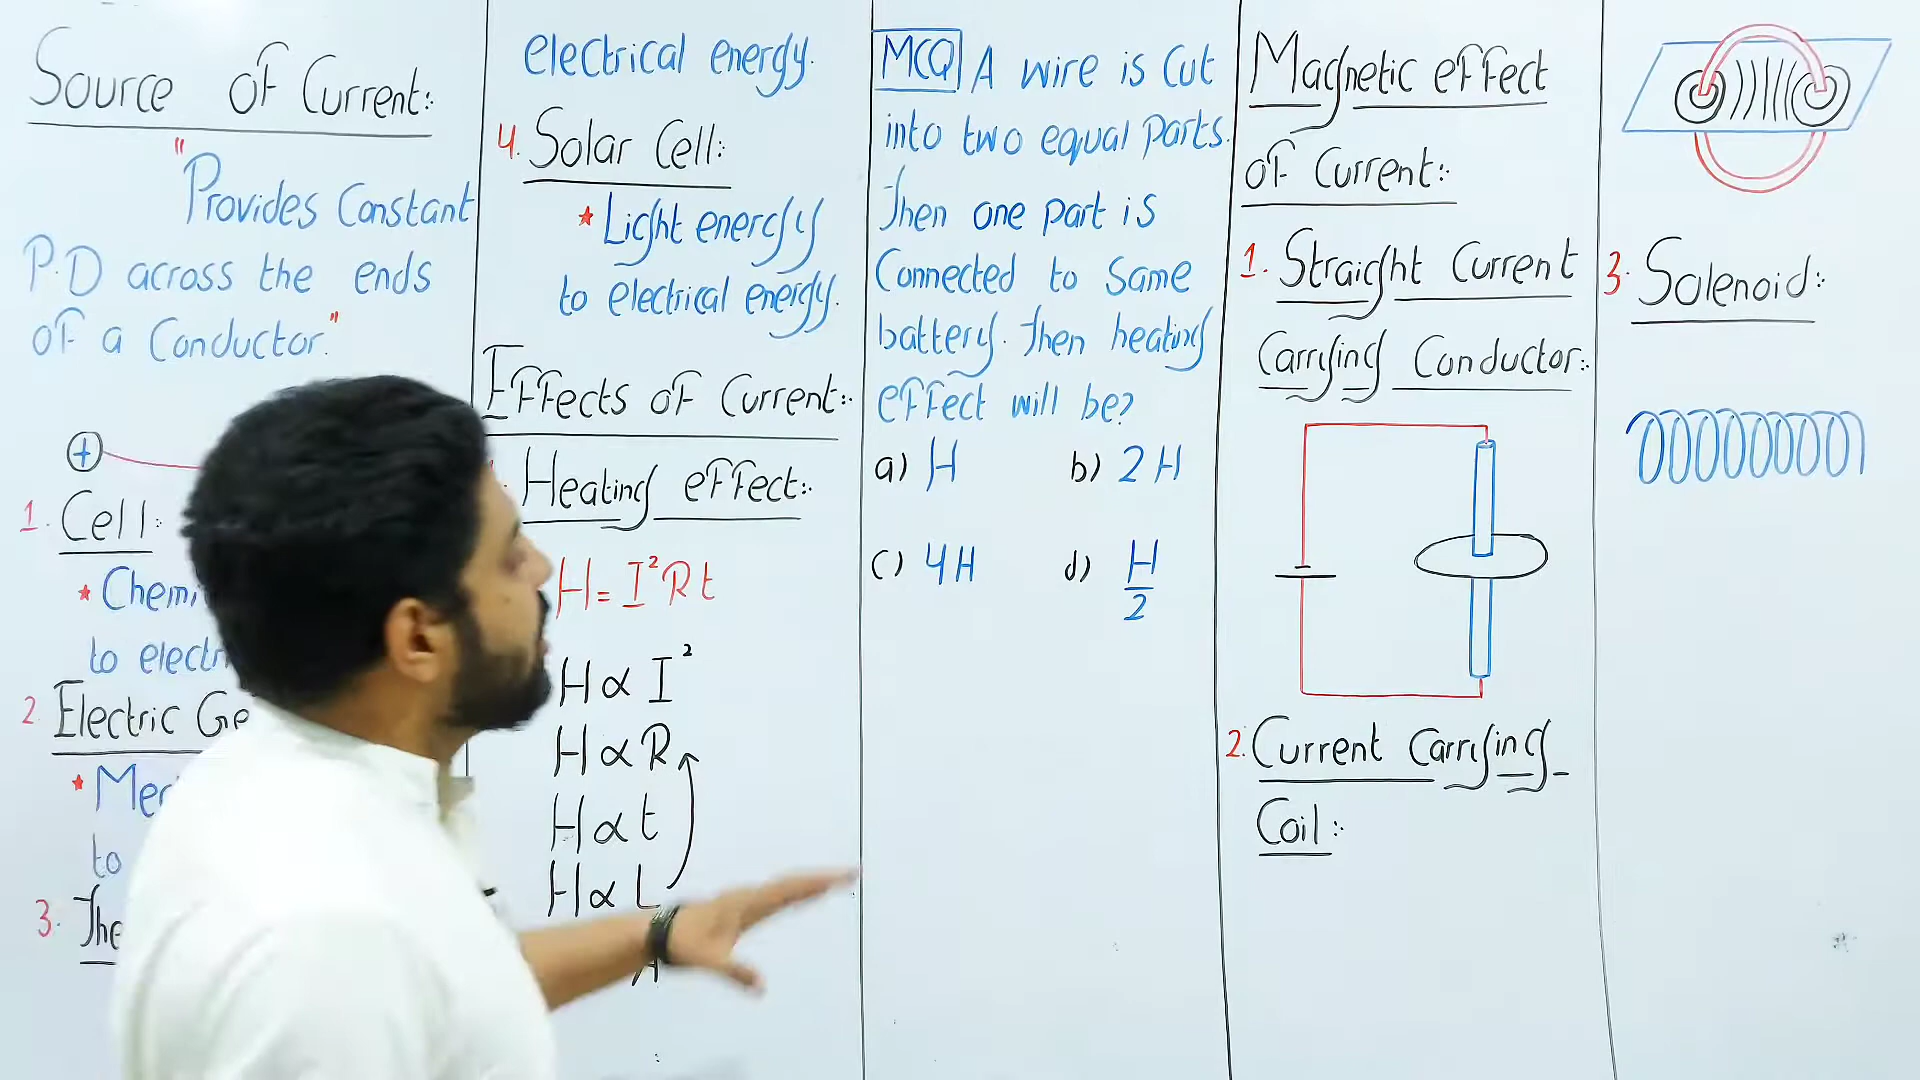 Source of Current:
"Provides Constant
P.D across the ends
of a Conductor."
+
1. Cell:
* Chemi
to electr
2 Electric Ge
* Mec
to
3. The
electrical energy.
4. Solar Cell:
* Light energy
to electrical energy.
Effects of Current:
Heating effect:
H = I²Rt
H ∝ I²
H ∝ R
H ∝ t
H ∝ L
A
MCQ A wire is cut
into two equal parts.
Then one part is
Connected to same
battery. Then heating
effect will be?
a) H b) 2H
c) 4H d) H/2
Magnetic effect
of Current:
1. Straight Current
Carrying Conductor:
2. Current Carrying
Coil:
3. Solenoid: